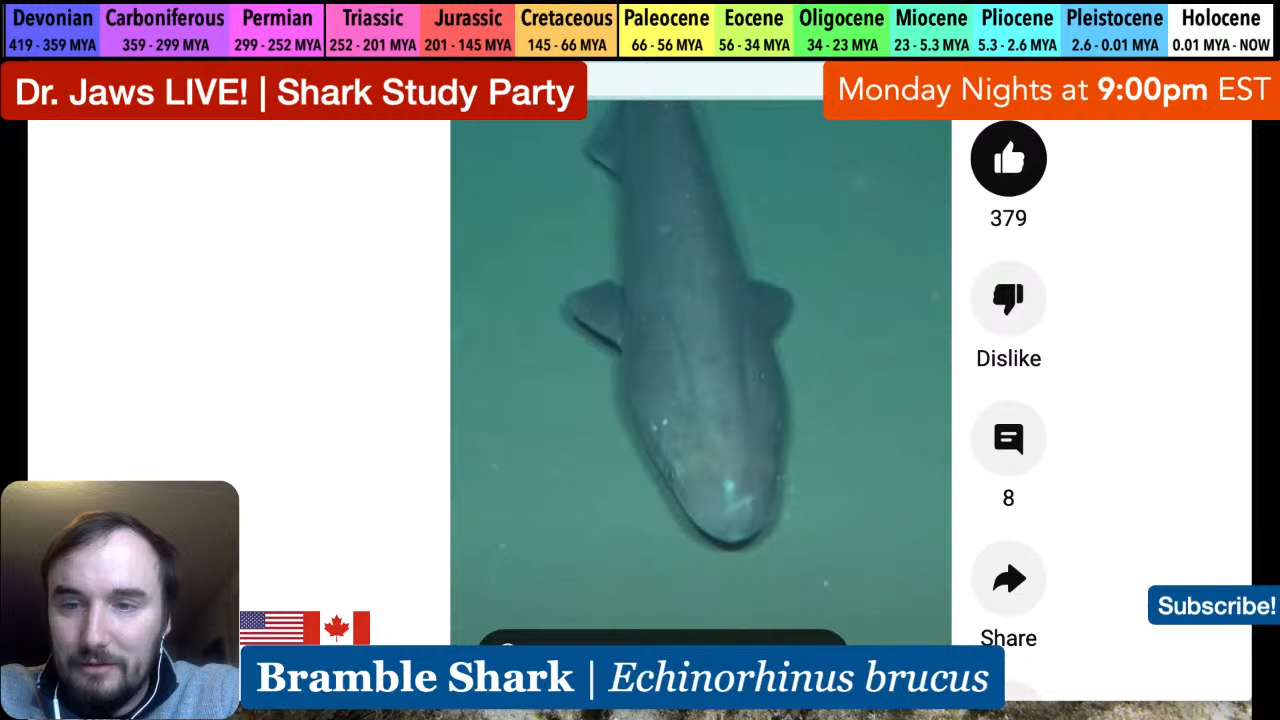 Devonian Carboniferous Permian Triassic Jurassic Cretaceous Paleocene Eocene Oligocene Miocene Pliocene Pleistocene Holocene
419 - 359 MYA 359 - 299 MYA 299 - 252 MYA 252 - 201 MYA 201 - 145 MYA 145 - 66 MYA 66 - 56 MYA 56 - 34 MYA 34 - 23 MYA 23 - 5.3 MYA 5.3 - 2.6 MYA 2.6 - 0.01 MYA 0.01 MYA - NOW
Dr. Jaws LIVE! | Shark Study Party
Monday Nights at 9:00pm EST
379
Dislike
8
Share
Subscribe!
Bramble Shark | Echinorhinus brucus